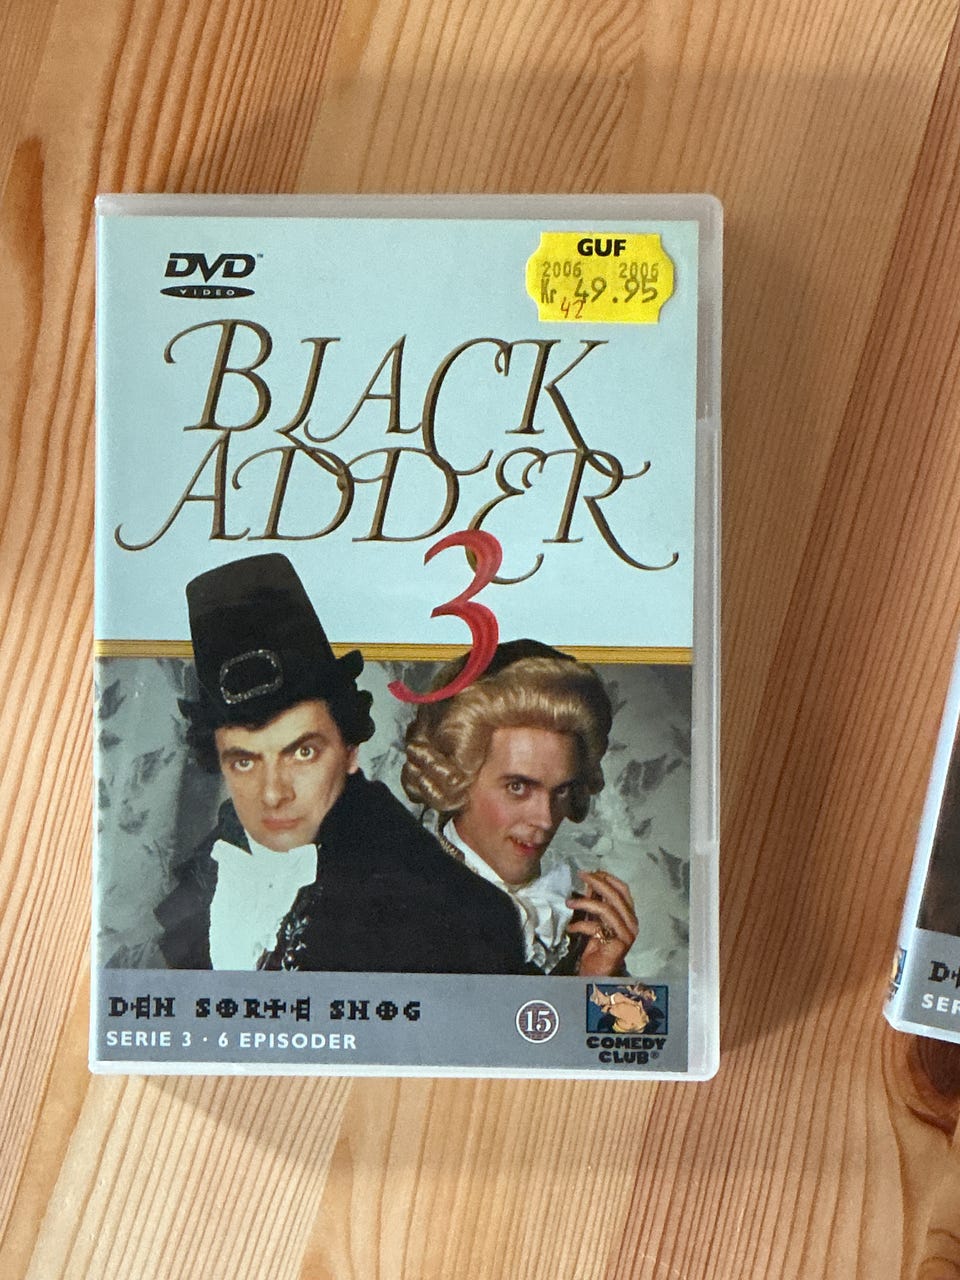 DVD™
VIDEO
GUF
2006 2006
Kr 49.95
42
BLACK
ADDER
3
DEN SORTE SNOG
SERIE 3 · 6 EPISODER
15
COMEDY
CLUB®